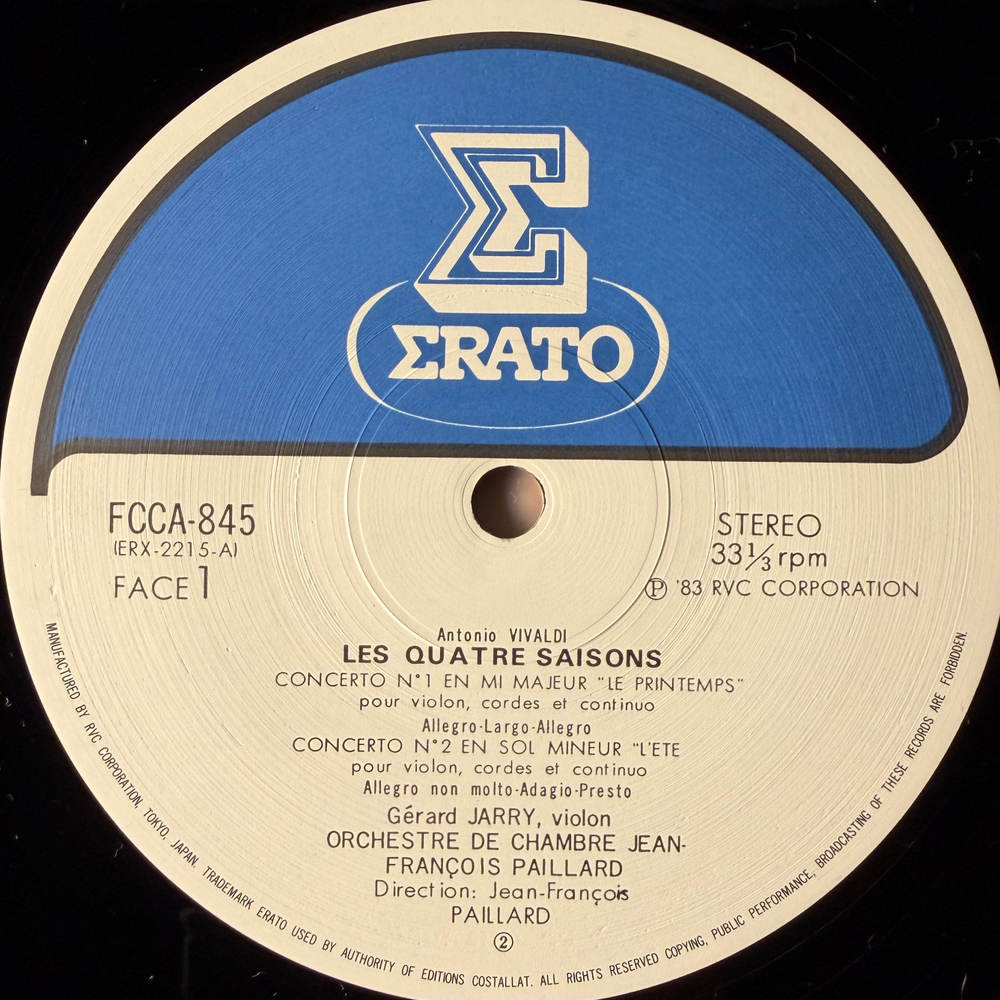 Σ
ΣRATO
FCCA-845
(ERX-2215-A)
FACE 1
STEREO
33 1/3 rpm
Ⓟ '83 RVC CORPORATION
Antonio VIVALDI
LES QUATRE SAISONS
CONCERTO N°1 EN MI MAJEUR "LE PRINTEMPS"
pour violon, cordes et continuo
Allegro-Largo-Allegro
CONCERTO N°2 EN SOL MINEUR "L'ETE
pour violon, cordes et continuo
Allegro non molto-Adagio-Presto
Gérard JARRY, violon
ORCHESTRE DE CHAMBRE JEAN-
FRANÇOIS PAILLARD
Direction: Jean-François
PAILLARD
②
MANUFACTURED BY RVC CORPORATION, TOKYO, JAPAN. TRADEMARK ERATO USED BY AUTHORITY OF EDITIONS COSTALLAT. ALL RIGHTS RESERVED COPYING, PUBLIC PERFORMANCE, BROADCASTING OF THESE RECORDS ARE FORBIDDEN.